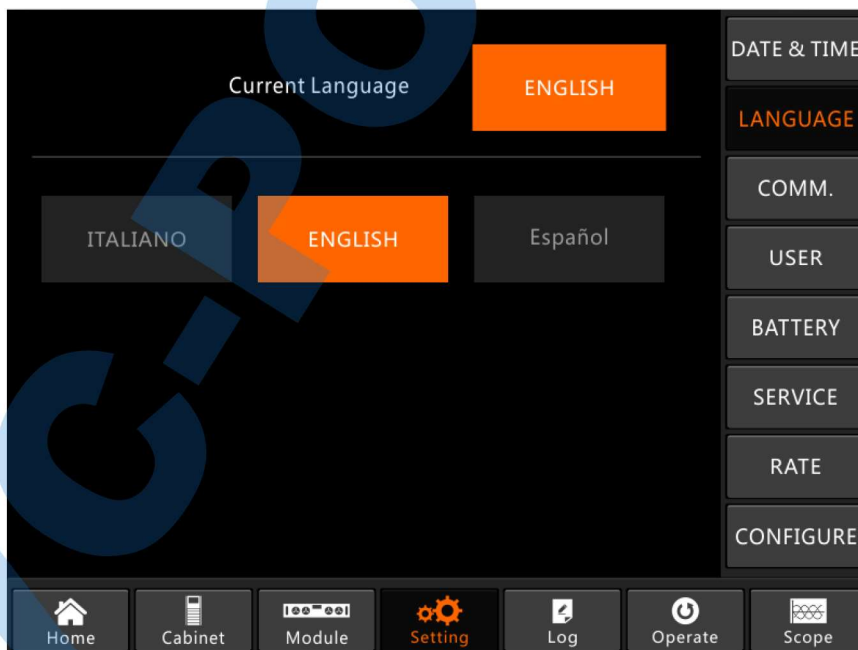 Current Language
ENGLISH
ITALIANO
ENGLISH
Español
DATE & TIME
LANGUAGE
COMM.
USER
BATTERY
SERVICE
RATE
CONFIGURE
Home
Cabinet
Module
Setting
Log
Operate
Scope
C-PO